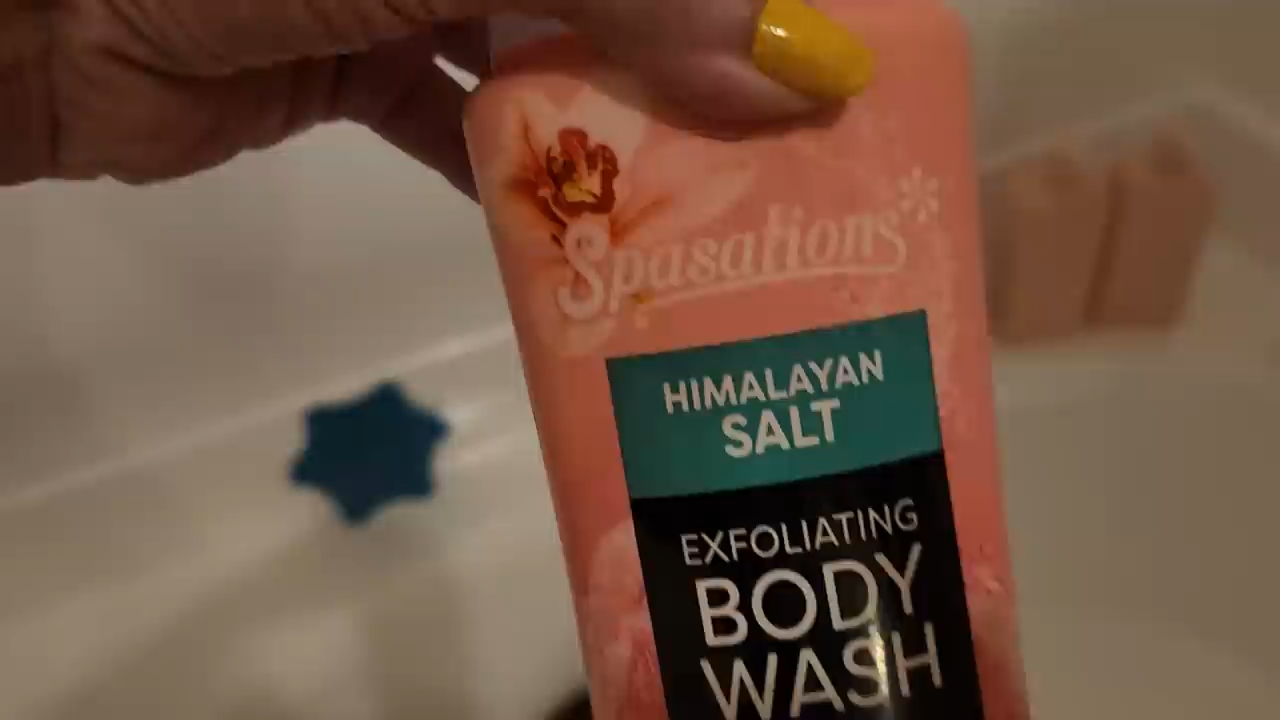 Spasations
HIMALAYAN
SALT
EXFOLIATING
BODY
WASH